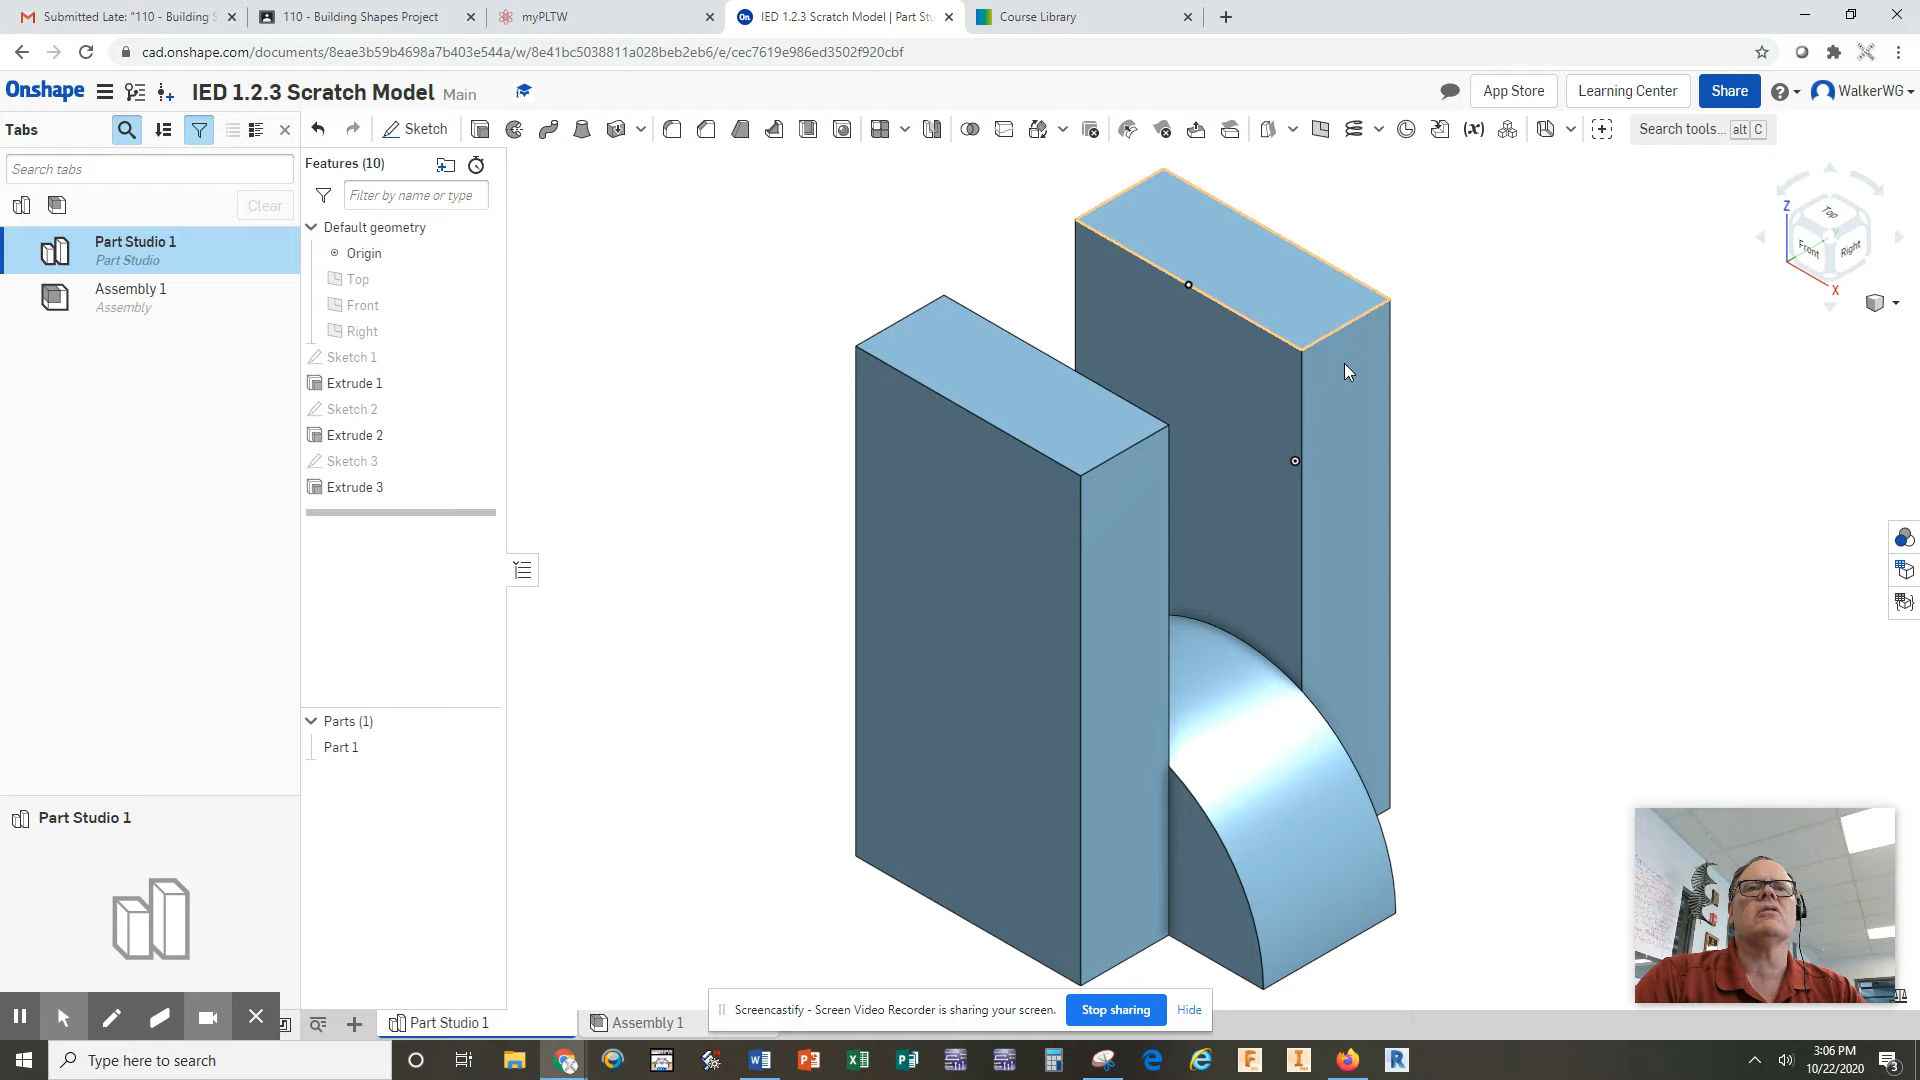 Submitted Late: "110 - Building S
110 - Building Shapes Project
myPLTW
On
IED 1.2.3 Scratch Model | Part Stu
Course Library
cad.onshape.com/documents/8eae3b59b4698a7b403e544a/w/8e41bc5038811a028beb2eb6/e/cec7619e986ed3502f920cbf
Onshape
IED 1.2.3 Scratch Model Main
App Store
Learning Center
Share
WalkerWG
Tabs
Sketch
Search tools... alt C
Search tabs
Clear
Part Studio 1
Part Studio
Assembly 1
Assembly
Features (10)
Filter by name or type
Default geometry
Origin
Top
Front
Right
Sketch 1
Extrude 1
Sketch 2
Extrude 2
Sketch 3
Extrude 3
Parts (1)
Part 1
Z
Top
Front
Right
X
Part Studio 1
Screencastify - Screen Video Recorder is sharing your screen.
Stop sharing
Hide
Part Studio 1
Assembly 1
Type here to search
3:06 PM
10/22/2020
3